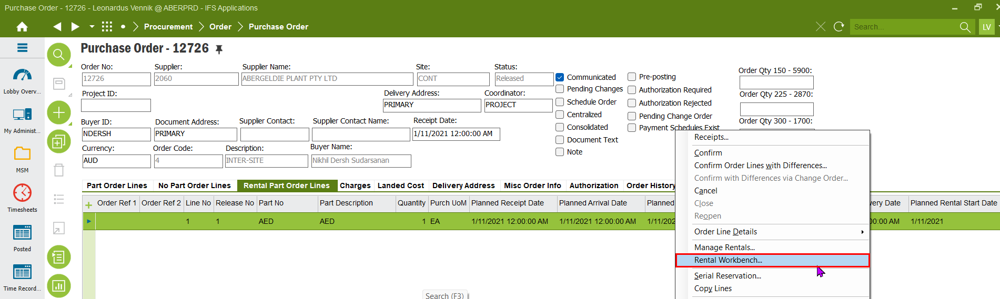 Purchase Order - 12726 - Leonardus Vennik @ ABERPRD - IFS Applications
Procurement Order Purchase Order Search... LV
Purchase Order - 12726
Order No: Supplier: Supplier Name: Site: Status:
12726 2060 ABERGELDIE PLANT PTY LTD CONT Released
Project ID: Delivery Address: Coordinator:
PRIMARY PROJECT
Buyer ID: Document Address: Supplier Contact: Supplier Contact Name: Receipt Date:
NDERSH PRIMARY 1/11/2021 12:00:00 AM
Currency: Order Code: Description: Buyer Name:
AUD 4 INTER-SITE Nikhil Dersh Sudarsanan
Communicated
Pending Changes
Schedule Order
Centralized
Consolidated
Document Text
Note
Pre-posting
Authorization Required
Authorization Rejected
Pending Change Order
Payment Schedules Exist
Order Qty 150 - 5900:
Order Qty 225 - 2870:
Order Qty 300 - 1700:
Lobby Overv...
My Administ...
MSM
Timesheets
Posted
Time Record...
Part Order Lines No Part Order Lines Rental Part Order Lines Charges Landed Cost Delivery Address Misc Order Info Authorization Order History
Order Ref 1 Order Ref 2 Line No Release No Part No Part Description Quantity Purch UoM Planned Receipt Date Planned Arrival Date Planned very Date Planned Rental Start Date
1 1 AED AED 1 EA 1/11/2021 12:00:00 AM 1/11/2021 12:00:00 AM 1/11/202 00 AM 1/11/2021
Receipts...
Confirm
Confirm Order Lines with Differences...
Confirm with Differences via Change Order...
Cancel
Close
Reopen
Order Line Details
Manage Rentals...
Rental Workbench...
Serial Reservation...
Copy Lines
Search (F3)